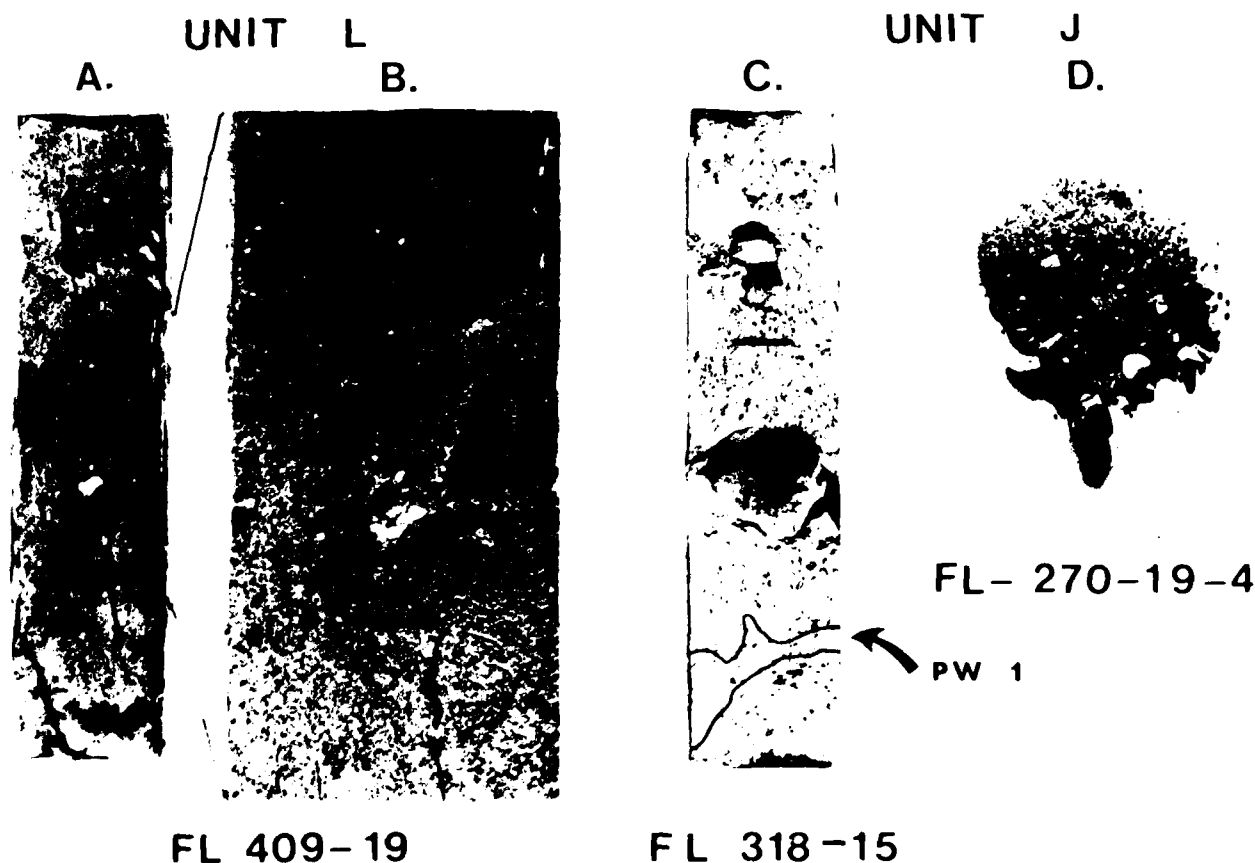 UNIT L
UNIT J
A.
B.
C.
D.
FL-270-19-4
PW 1
FL 409-19
FL 318-15